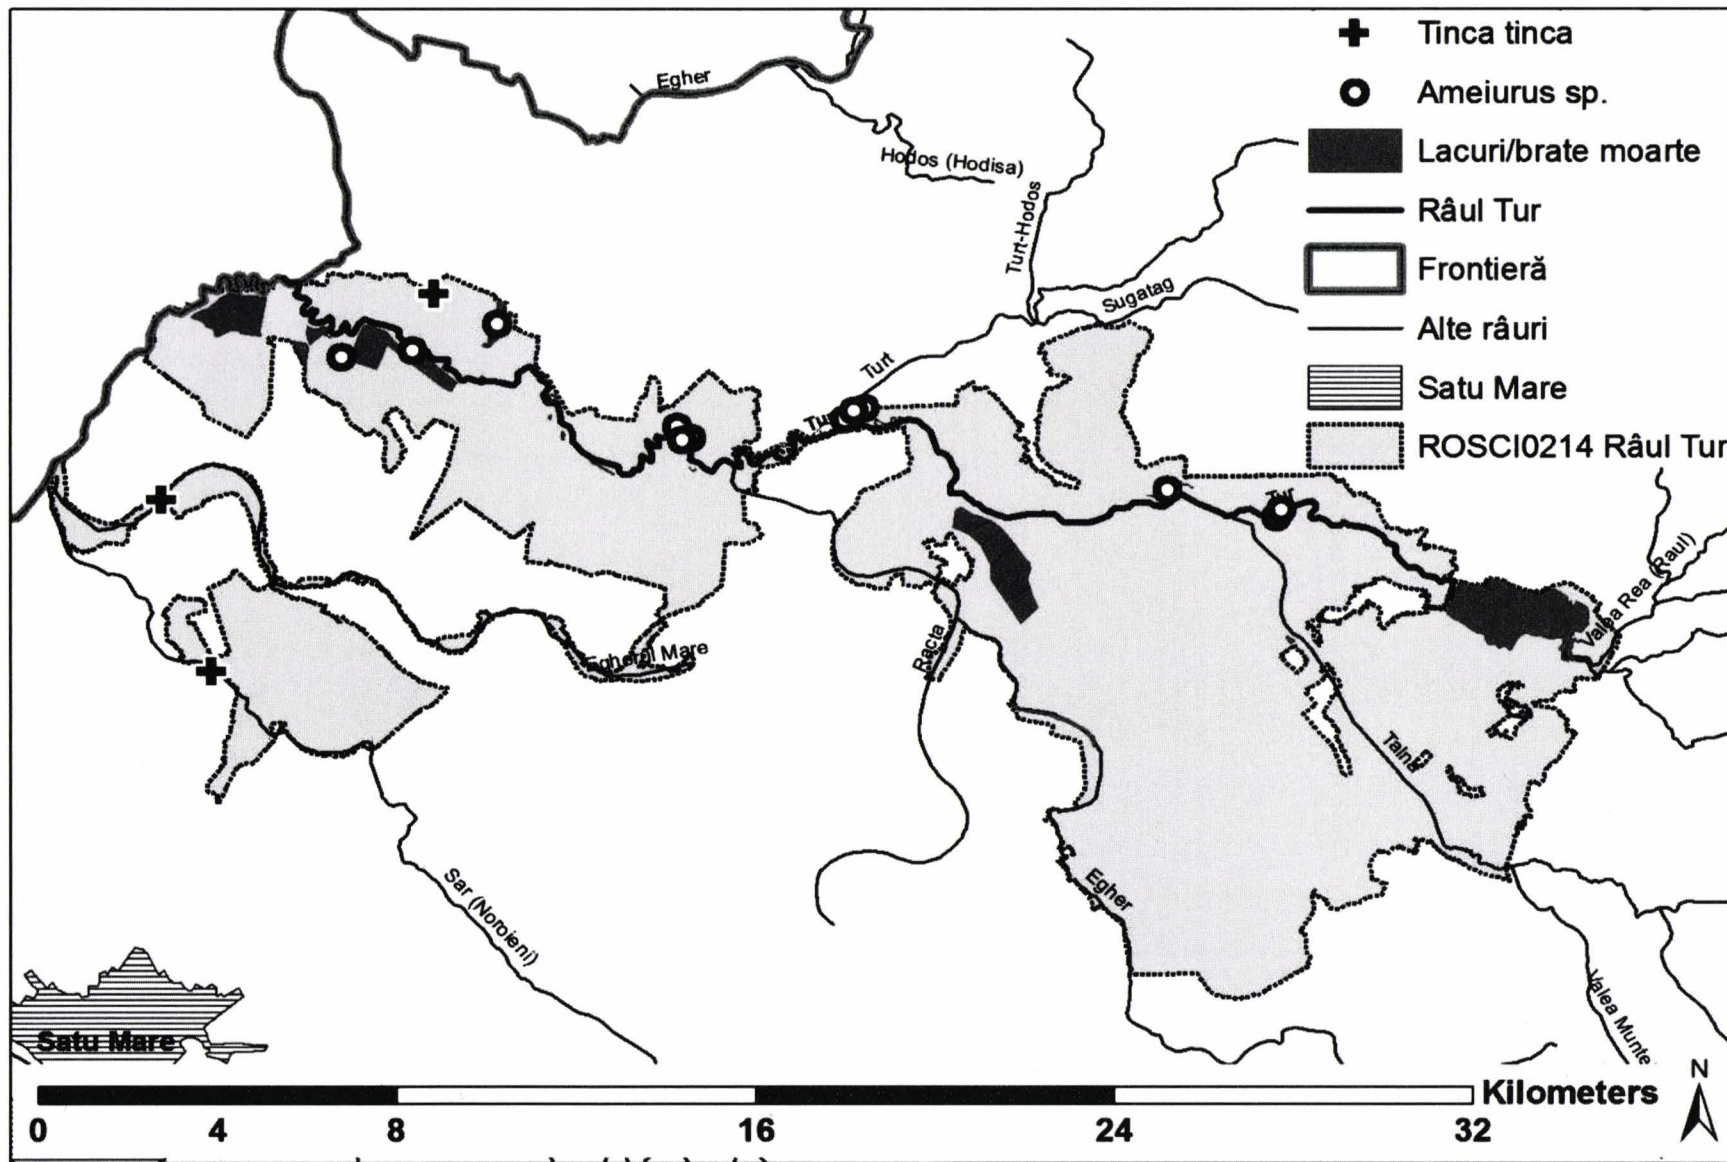 Tinca tinca
Ameiurus sp.
Lacuri/brate moarte
Râul Tur
Frontieră
Alte râuri
Satu Mare
ROSCI0214 Râul Tur
Egher
Hodos (Hodisa)
Turt-Hodos
Sugatag
Turt
Tur
Tur
Valea Rea (Raul)
Egherul Mare
Racta
Talna
Egher
Sar (Noroieni)
Valea Munte
Satu Mare
N
Kilometers
0 4 8 16 24 32